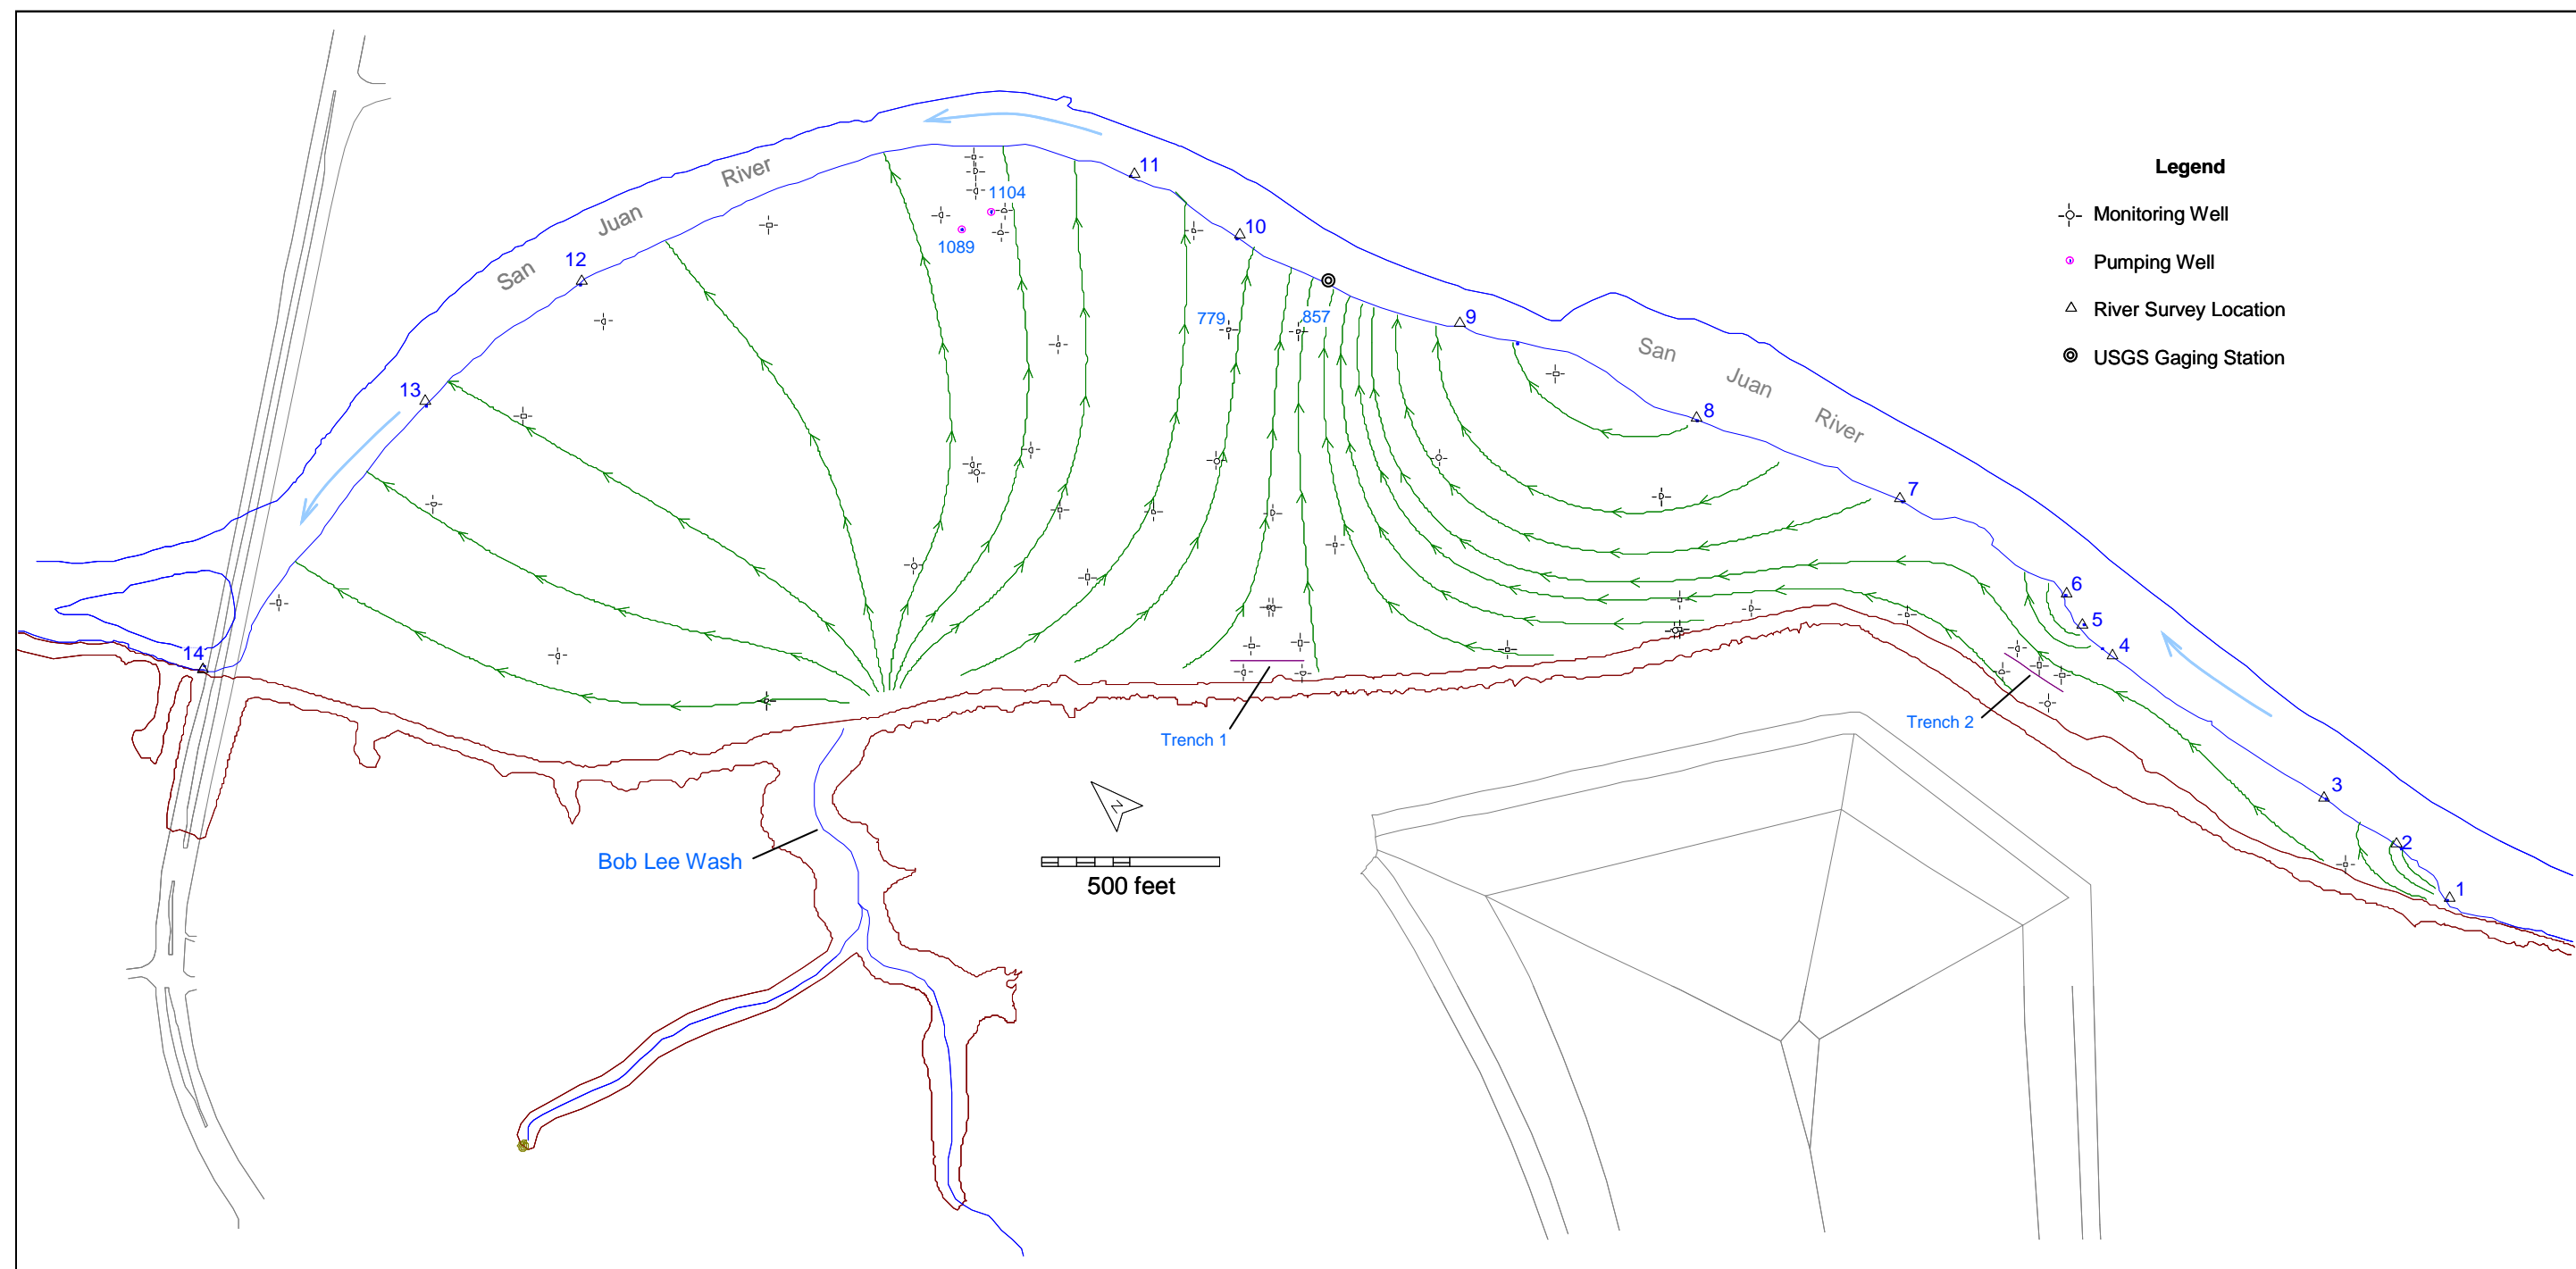 Legend
Monitoring Well
Pumping Well
River Survey Location
USGS Gaging Station
San Juan River
San Juan River
1104
1089
779
857
11
10
9
8
7
6
5
4
3
2
1
12
13
14
Trench 1
Trench 2
Bob Lee Wash
N
500 feet